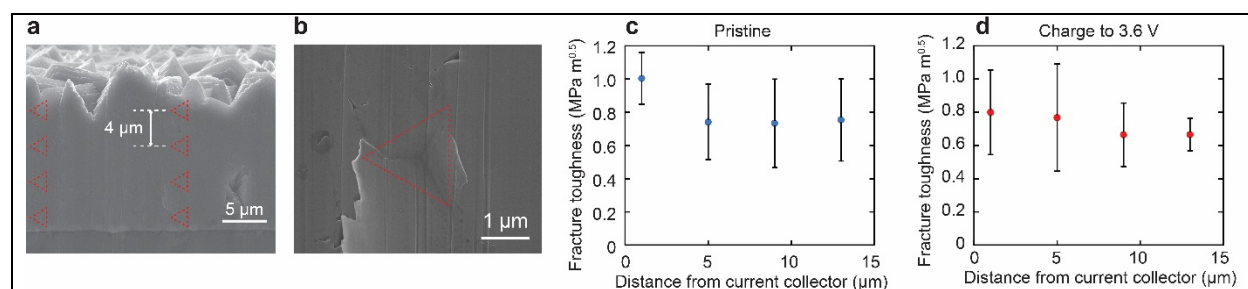 a
4 μm
5 μm
b
1 μm
c
Pristine
Fracture toughness (MPa m^0.5)
1.2
1.0
0.8
0.6
0.4
0.2
0
0
5
10
15
Distance from current collector (μm)
d
Charge to 3.6 V
Fracture toughness (MPa m^0.5)
1.2
1.0
0.8
0.6
0.4
0.2
0
0
5
10
15
Distance from current collector (μm)